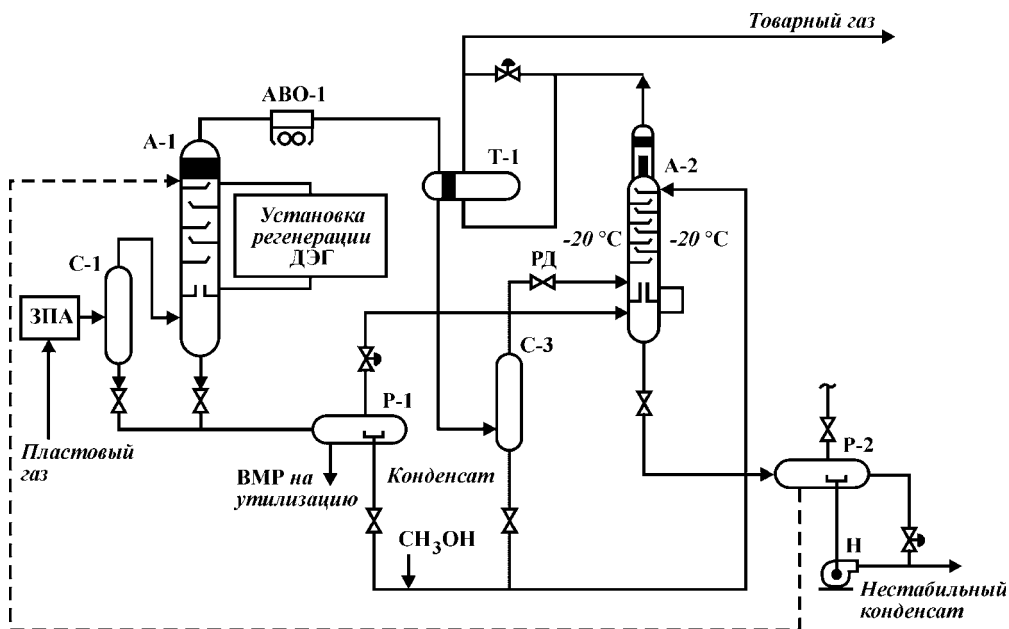 Товарный газ
АВО-1
А-1
Т-1
А-2
Установка
регенерации
ДЭГ
-20 °С
-20 °С
С-1
РД
ЗПА
С-3
Р-1
Р-2
Пластовый
газ
ВМР на
утилизацию
Конденсат
CH3OH
Н
Нестабильный
конденсат